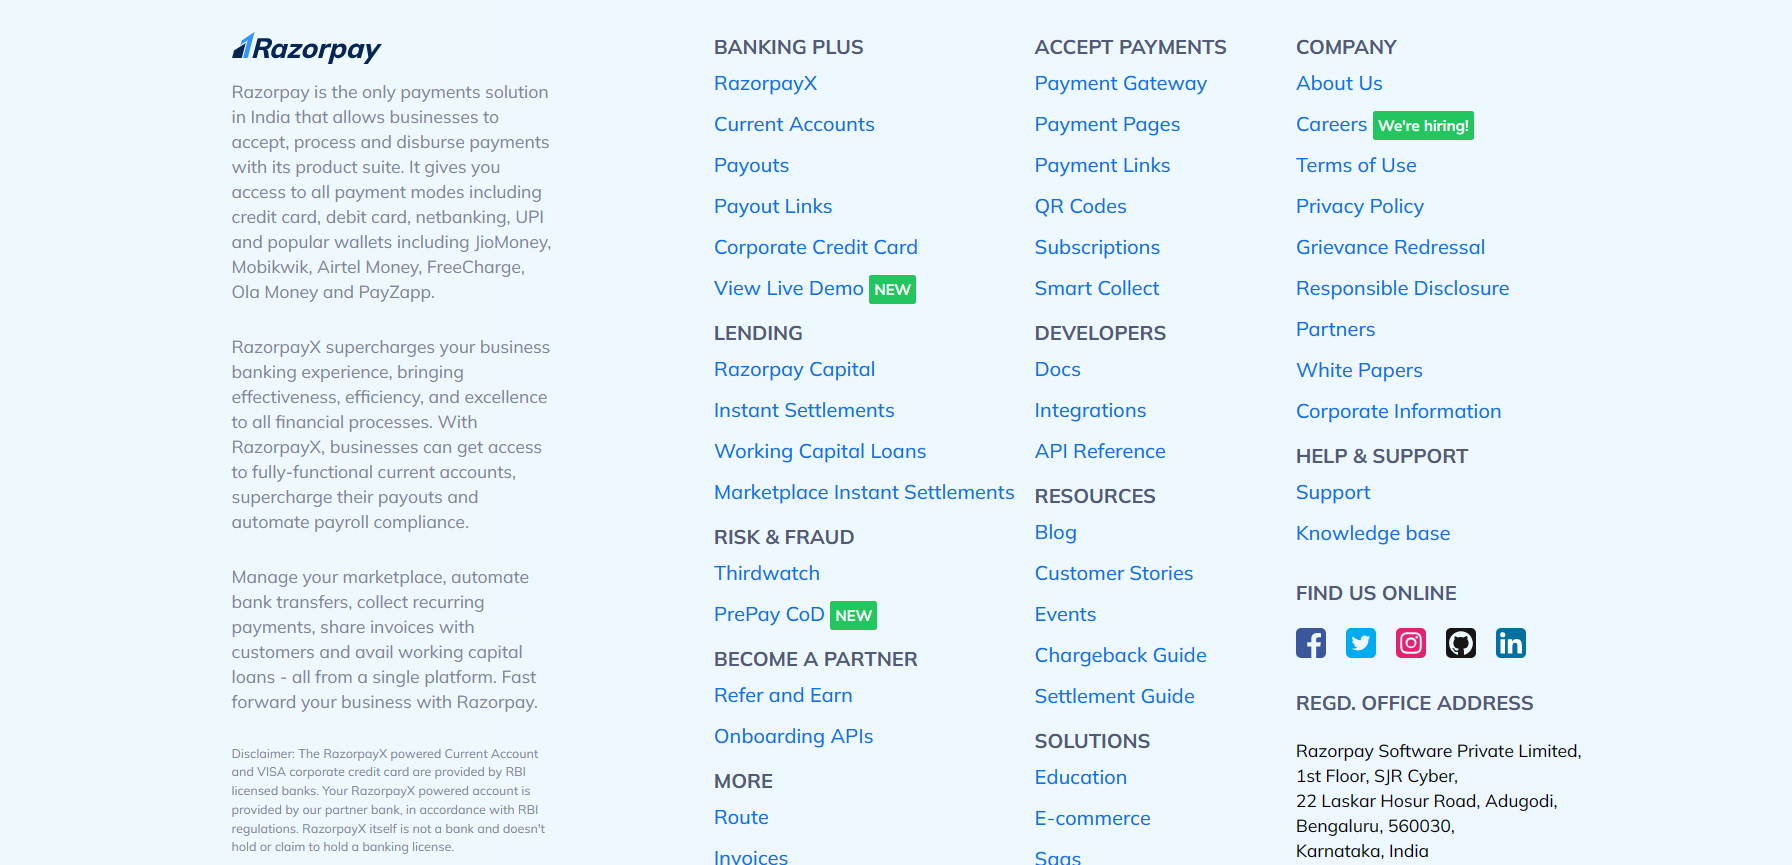 Razorpay
Razorpay is the only payments solution
in India that allows businesses to
accept, process and disburse payments
with its product suite. It gives you
access to all payment modes including
credit card, debit card, netbanking, UPI
and popular wallets including JioMoney,
Mobikwik, Airtel Money, FreeCharge,
Ola Money and PayZapp.
RazorpayX supercharges your business
banking experience, bringing
effectiveness, efficiency, and excellence
to all financial processes. With
RazorpayX, businesses can get access
to fully-functional current accounts,
supercharge their payouts and
automate payroll compliance.
Manage your marketplace, automate
bank transfers, collect recurring
payments, share invoices with
customers and avail working capital
loans - all from a single platform. Fast
forward your business with Razorpay.
Disclaimer: The RazorpayX powered Current Account
and VISA corporate credit card are provided by RBI
licensed banks. Your RazorpayX powered account is
provided by our partner bank, in accordance with RBI
regulations. RazorpayX itself is not a bank and doesn't
hold or claim to hold a banking license.
BANKING PLUS
RazorpayX
Current Accounts
Payouts
Payout Links
Corporate Credit Card
View Live Demo NEW
LENDING
Razorpay Capital
Instant Settlements
Working Capital Loans
Marketplace Instant Settlements
RISK & FRAUD
Thirdwatch
PrePay CoD NEW
BECOME A PARTNER
Refer and Earn
Onboarding APIs
MORE
Route
Invoices
ACCEPT PAYMENTS
Payment Gateway
Payment Pages
Payment Links
QR Codes
Subscriptions
Smart Collect
DEVELOPERS
Docs
Integrations
API Reference
RESOURCES
Blog
Customer Stories
Events
Chargeback Guide
Settlement Guide
SOLUTIONS
Education
E-commerce
Saas
COMPANY
About Us
Careers We're hiring!
Terms of Use
Privacy Policy
Grievance Redressal
Responsible Disclosure
Partners
White Papers
Corporate Information
HELP & SUPPORT
Support
Knowledge base
FIND US ONLINE
REGD. OFFICE ADDRESS
Razorpay Software Private Limited,
1st Floor, SJR Cyber,
22 Laskar Hosur Road, Adugodi,
Bengaluru, 560030,
Karnataka, India